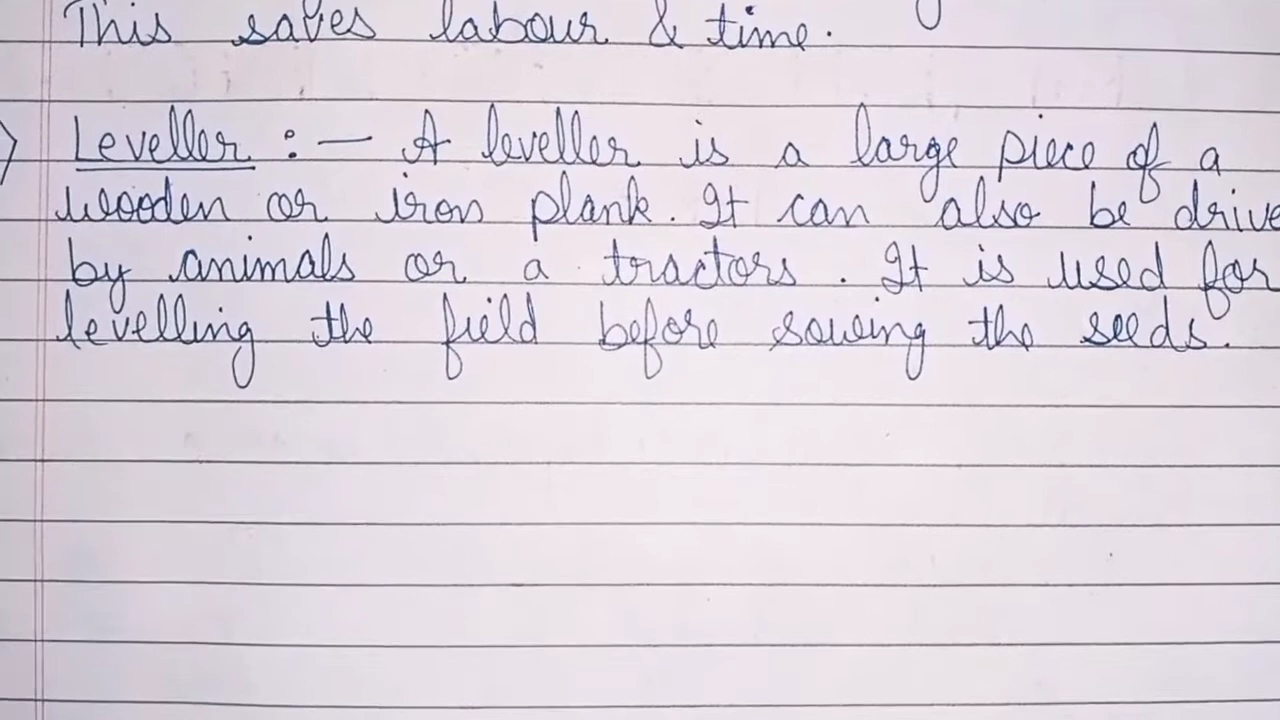 This saves labour & time.
) Leveller :- A leveller is a large piece of a
wooden or iron plank. It can also be drive
by animals or a tractors. It is used for
levelling the field before sowing the seeds.